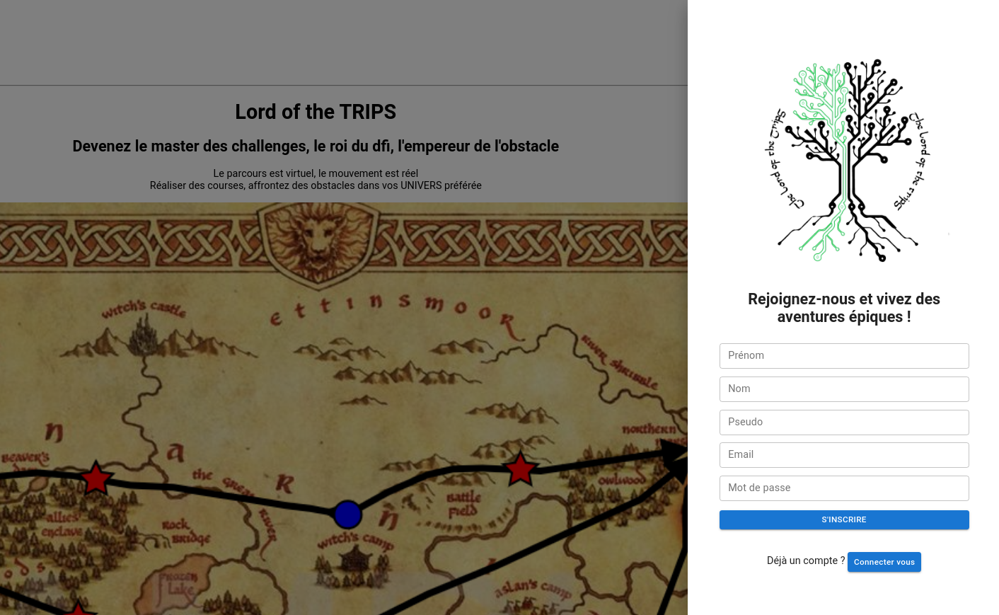 Lord of the TRIPS
Devenez le master des challenges, le roi du dfi, l'empereur de l'obstacle
Le parcours est virtuel, le mouvement est réel
Réaliser des courses, affrontez des obstacles dans vos UNIVERS préférée
witch's castle
ettinsmoor
river shribble
n
a
R
n
northern
beaver's
the great river
owlwood
battle
field
allies'
enclave
rock
bridge
witch's camp
ods
frozen
Lake
aslan's camp
The Lord of the Trips
The Lord of the trips
Rejoignez-nous et vivez des
aventures épiques !
Prénom
Nom
Pseudo
Email
Mot de passe
S'INSCRIRE
Déjà un compte ? Connecter vous